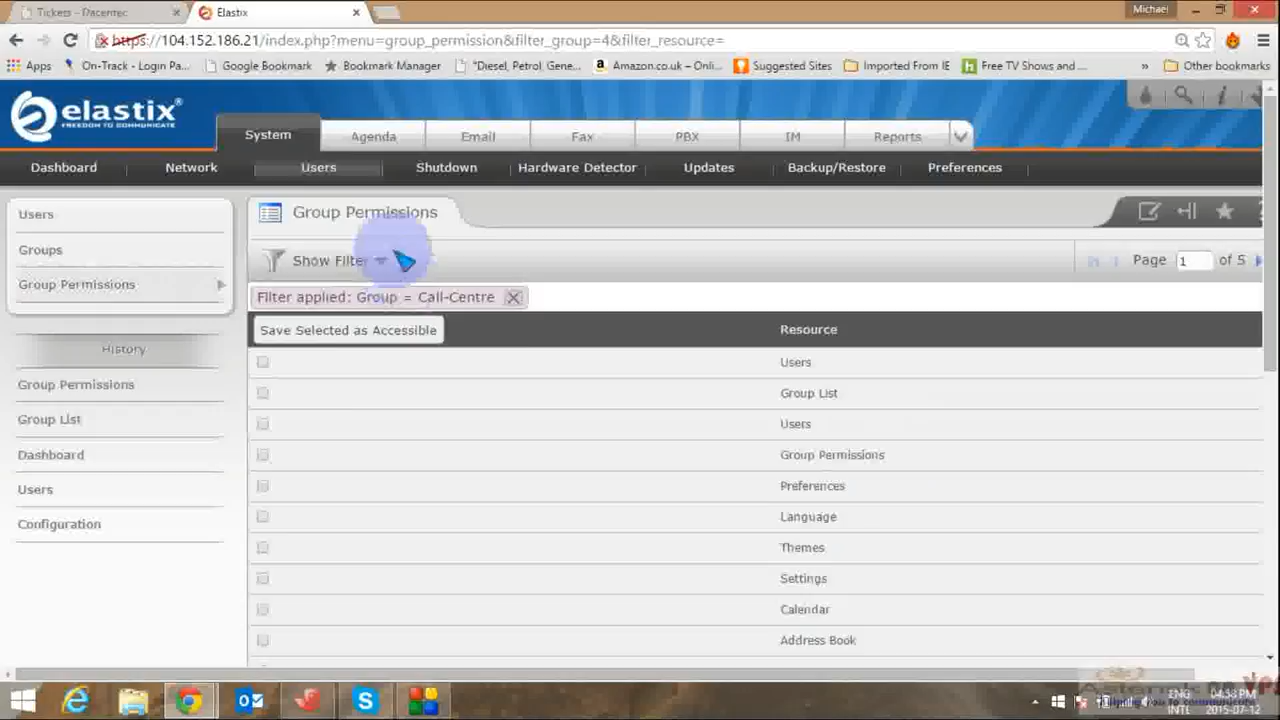 Tickets - Dacentec
Elastix
Michael
https://104.152.186.21/index.php?menu=group_permission&filter_group=4&filter_resource=
Apps
On-Track - Login Pa...
Google Bookmark
Bookmark Manager
"Diesel, Petrol, Gene...
Amazon.co.uk – Onli...
Suggested Sites
Imported From IE
Free TV Shows and ...
»
Other bookmarks
elastix®
FREEDOM TO COMMUNICATE
System
Agenda
Email
Fax
PBX
IM
Reports
Dashboard
Network
Users
Shutdown
Hardware Detector
Updates
Backup/Restore
Preferences
Users
Groups
Group Permissions
History
Group Permissions
Group List
Dashboard
Users
Configuration
Group Permissions
Show Filter
Page 1 of 5
Filter applied: Group = Call-Centre
Save Selected as Accessible
Resource
Users
Group List
Users
Group Permissions
Preferences
Language
Themes
Settings
Calendar
Address Book
ENG
INTL
04:38 PM
2015-07-12